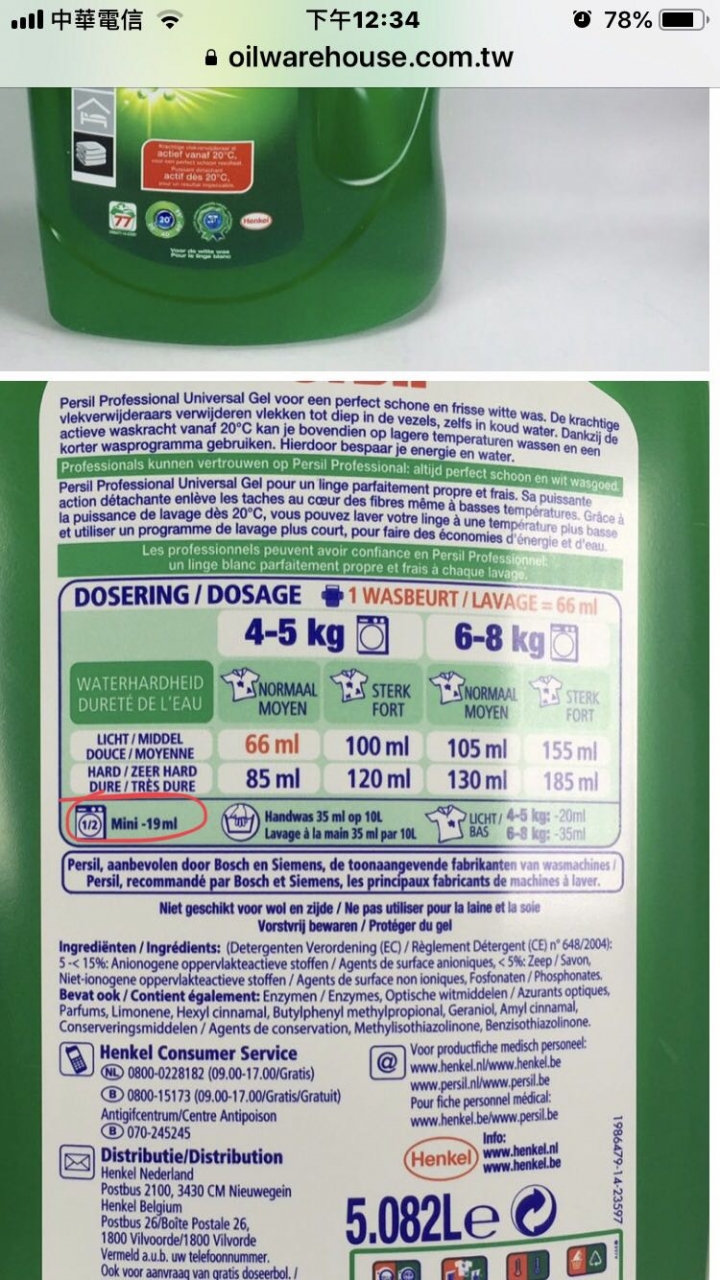 中華電信
下午12:34
78%
oilwarehouse.com.tw
actief vanaf 20°C,
actif dès 20°C,
77
20°
Henkel
Voor de witte was
Pour le linge blanc
Persil Professional Universal Gel voor een perfect schone en frisse witte was. De krachtige
vlekverwijderaars verwijderen vlekken tot diep in de vezels, zelfs in koud water. Dankzij de
actieve waskracht vanaf 20°C kan je bovendien op lagere temperaturen wassen en een
korter wasprogramma gebruiken. Hierdoor bespaar je energie en water.
Professionals kunnen vertrouwen op Persil Professional: altijd perfect schoon en wit wasgoed.
Persil Professional Universal Gel pour un linge parfaitement propre et frais. Sa puissante
action détachante enlève les taches au cœur des fibres même à basses températures. Grâce à
la puissance de lavage dès 20°C, vous pouvez laver votre linge à une température plus basse
et utiliser un programme de lavage plus court, pour faire des économies d'énergie et d'eau.
Les professionnels peuvent avoir confiance en Persil Professionnel:
un linge blanc parfaitement propre et frais à chaque lavage.
DOSERING / DOSAGE 1 WASBEURT / LAVAGE = 66 ml
4-5 kg 6-8 kg
WATERHARDHEID
DURETÉ DE L'EAU
NORMAAL
MOYEN
STERK
FORT
NORMAAL
MOYEN
STERK
FORT
LICHT / MIDDEL
DOUCE / MOYENNE
66 ml 100 ml 105 ml 155 ml
HARD / ZEER HARD
DURE / TRÈS DURE
85 ml 120 ml 130 ml 185 ml
1/2 Mini -19 ml
Handwas 35 ml op 10L
Lavage à la main 35 ml par 10L
LICHT/ 4-5 kg: -20ml
BAS 6-8 kg: -35ml
Persil, aanbevolen door Bosch en Siemens, de toonaangevende fabrikanten van wasmachines /
Persil, recommandé par Bosch et Siemens, les principaux fabricants de machines à laver.
Niet geschikt voor wol en zijde / Ne pas utiliser pour la laine et la soie
Vorstvrij bewaren / Protéger du gel
Ingrediënten / Ingrédients: (Detergenten Verordening (EC) / Règlement Détergent (CE) n° 648/2004):
5 -< 15%: Anionogene oppervlakteactieve stoffen / Agents de surface anioniques, < 5%: Zeep / Savon,
Niet-ionogene oppervlakteactieve stoffen / Agents de surface non ioniques, Fosfonaten / Phosphonates.
Bevat ook / Contient également: Enzymen / Enzymes, Optische witmiddelen / Azurants optiques,
Parfums, Limonene, Hexyl cinnamal, Butylphenyl methylpropional, Geraniol, Amyl cinnamal,
Conserveringsmiddelen / Agents de conservation, Methylisothiazolinone, Benzisothiazolinone.
Henkel Consumer Service
NL 0800-0228182 (09.00-17.00/Gratis)
B 0800-15173 (09.00-17.00/Gratis/Gratuit)
Antigifcentrum/Centre Antipoison
B 070-245245
@
Voor productfiche medisch personeel:
www.henkel.nl/www.henkel.be
www.persil.nl/www.persil.be
Pour fiche personnel médical:
www.henkel.be/www.persil.be
Distributie/Distribution
Henkel Nederland
Postbus 2100, 3430 CM Nieuwegein
Henkel Belgium
Postbus 26/Boîte Postale 26,
1800 Vilvoorde/1800 Vilvorde
Vermeld a.u.b. uw telefoonnummer.
Ook voor aanvraag van gratis doseerbol. /
Henkel
Info:
www.henkel.nl
www.henkel.be
5.082L e
1986479-14-23597